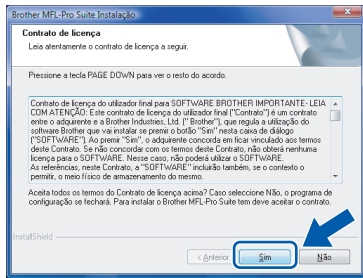 Brother MFL-Pro Suite Instalação
Contrato de licença
Leia atentamente o contrato de licença a seguir.
Pressione a tecla PAGE DOWN para ver o resto do acordo.
Contrato de licença do utilizador final para SOFTWARE BROTHER IMPORTANTE - LEIA
COM ATENÇÃO: Este contrato de licença do utilizador final ("Contrato") é um contrato
entre o adquirente e a Brother Industries, Ltd. (" Brother"), que regula a utilização do
software Brother que vai instalar se premir o botão "Sim" nesta caixa de diálogo
("SOFTWARE"). Ao premir "Sim", o adquirente concorda em ficar vinculado aos termos
deste Contrato. Se não concordar com os termos deste Contrato, não obterá nenhuma
licença para o SOFTWARE. Nesse caso, não poderá utilizar o SOFTWARE.
As referências, neste Contrato, a "SOFTWARE" incluirão também, se o contexto o
permitir, o meio físico de armazenamento do mesmo.
Aceita todos os termos do Contrato de licença acima? Caso seleccione Não, o programa de
configuração se fechará. Para instalar o Brother MFL-Pro Suite tem deve aceitar o contrato.
InstallShield
< Anterior
Sim
Não